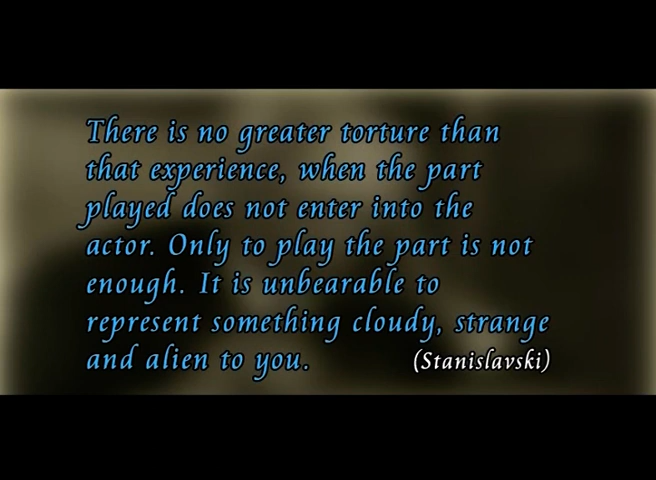 There is no greater torture than
that experience, when the part
played does not enter into the
actor. Only to play the part is not
enough. It is unbearable to
represent something cloudy, strange
and alien to you. (Stanislavski)